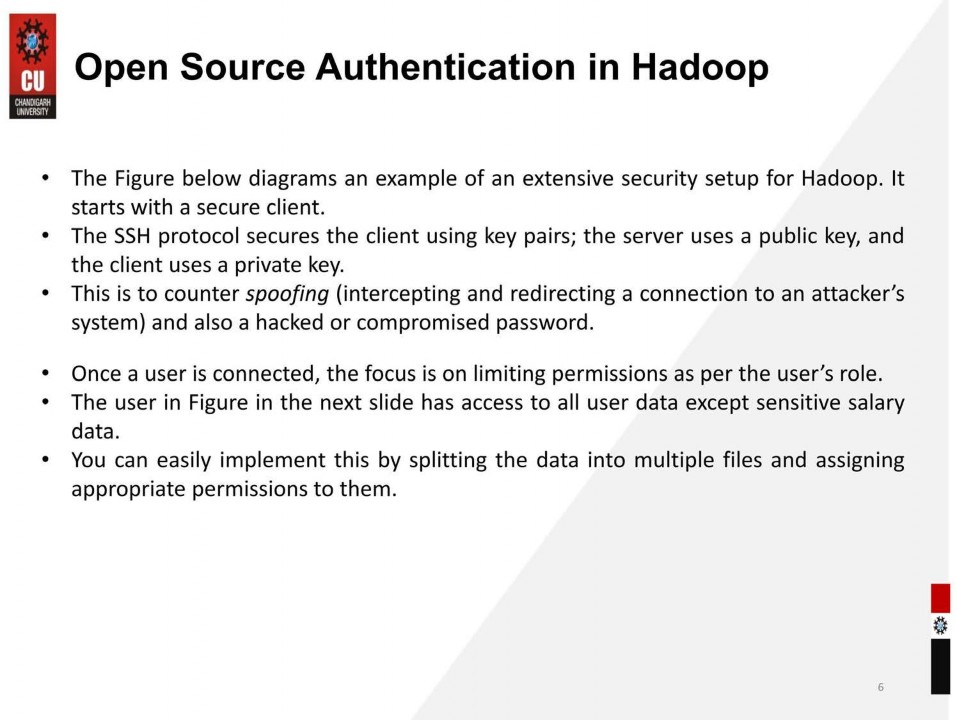 CU
CHANDIGARH
UNIVERSITY
Open Source Authentication in Hadoop
• The Figure below diagrams an example of an extensive security setup for Hadoop. It
starts with a secure client.
• The SSH protocol secures the client using key pairs; the server uses a public key, and
the client uses a private key.
• This is to counter spoofing (intercepting and redirecting a connection to an attacker’s
system) and also a hacked or compromised password.
• Once a user is connected, the focus is on limiting permissions as per the user’s role.
• The user in Figure in the next slide has access to all user data except sensitive salary
data.
• You can easily implement this by splitting the data into multiple files and assigning
appropriate permissions to them.
6